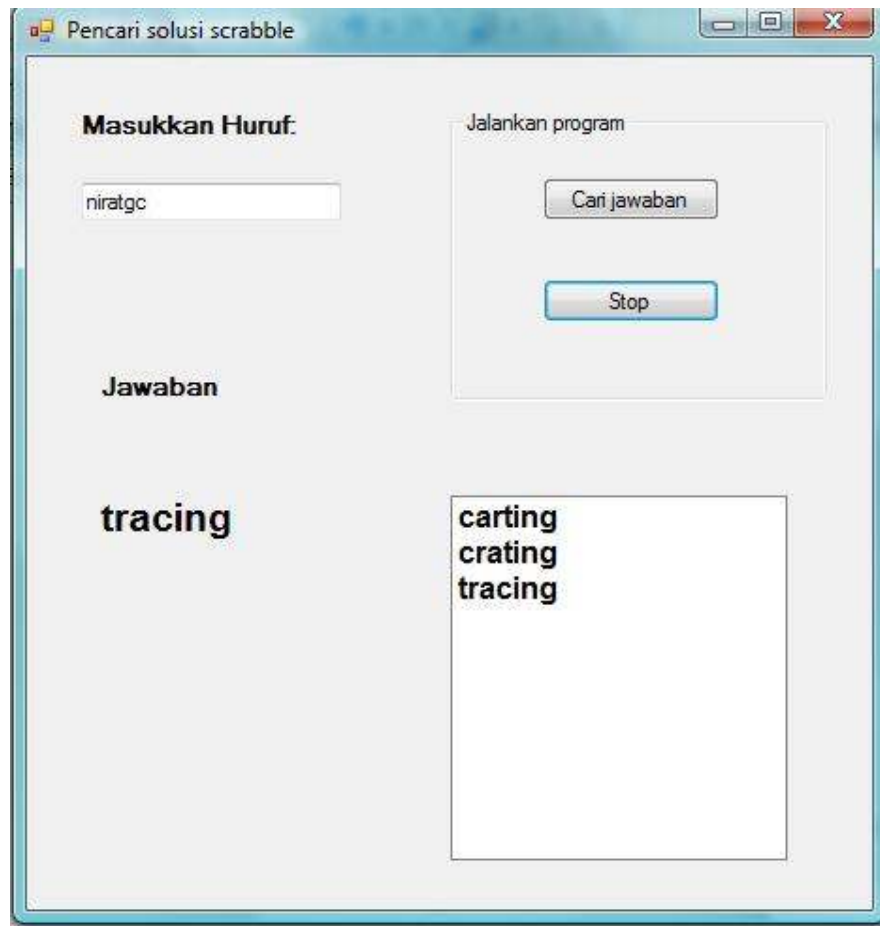 Pencari solusi scrabble
Masukkan Huruf:
niratgc
Jalankan program
Cari jawaban
Stop
Jawaban
tracing
carting
crating
tracing